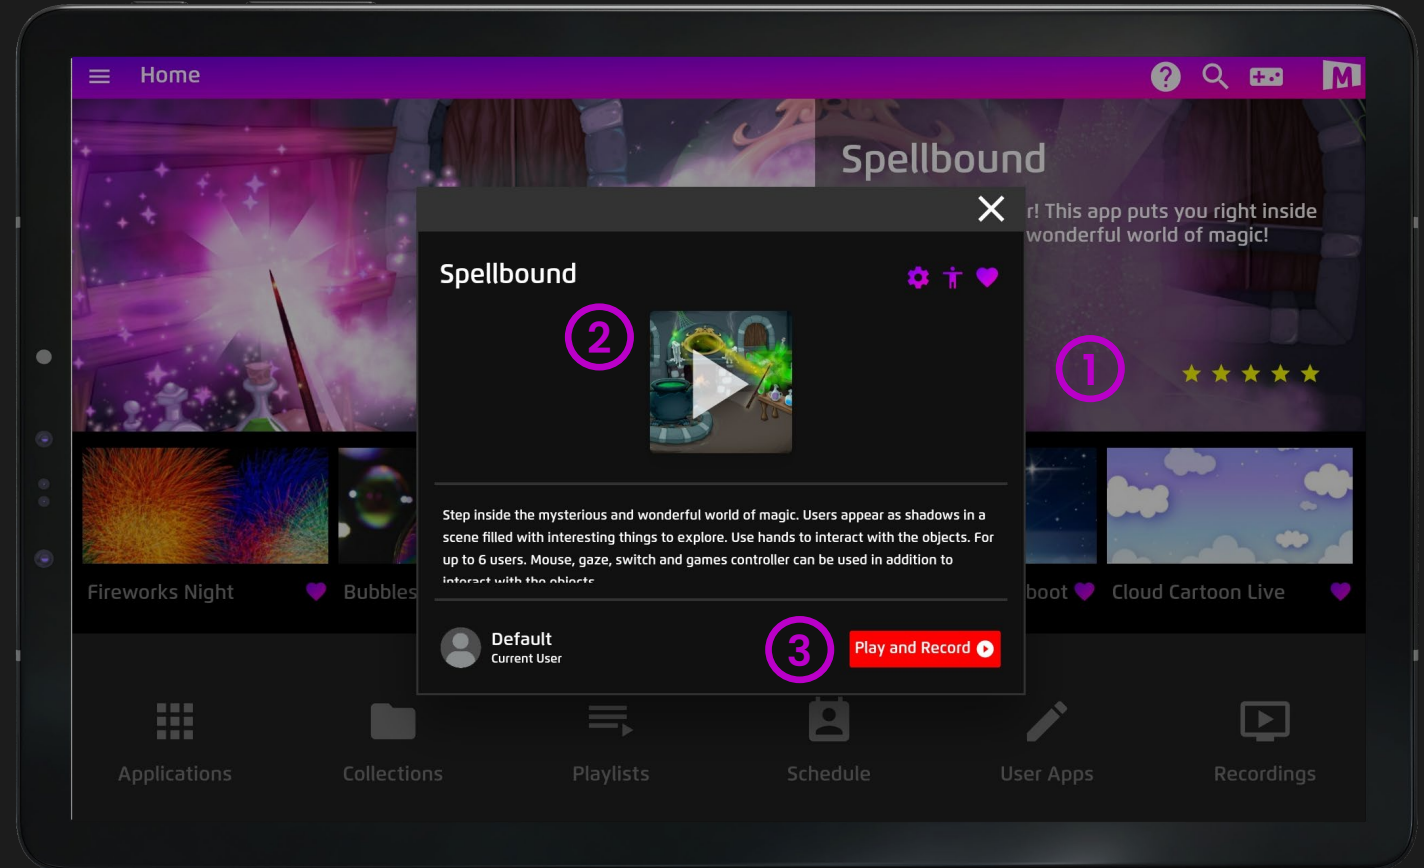 Home
Spellbound
r! This app puts you right inside
wonderful world of magic!
1
Spellbound
2
Step inside the mysterious and wonderful world of magic. Users appear as shadows in a
scene filled with interesting things to explore. Use hands to interact with the objects. For
up to 6 users. Mouse, gaze, switch and games controller can be used in addition to
interact with the objects
Default
Current User
3
Play and Record
Fireworks Night
Bubbles
boot
Cloud Cartoon Live
Applications
Collections
Playlists
Schedule
User Apps
Recordings